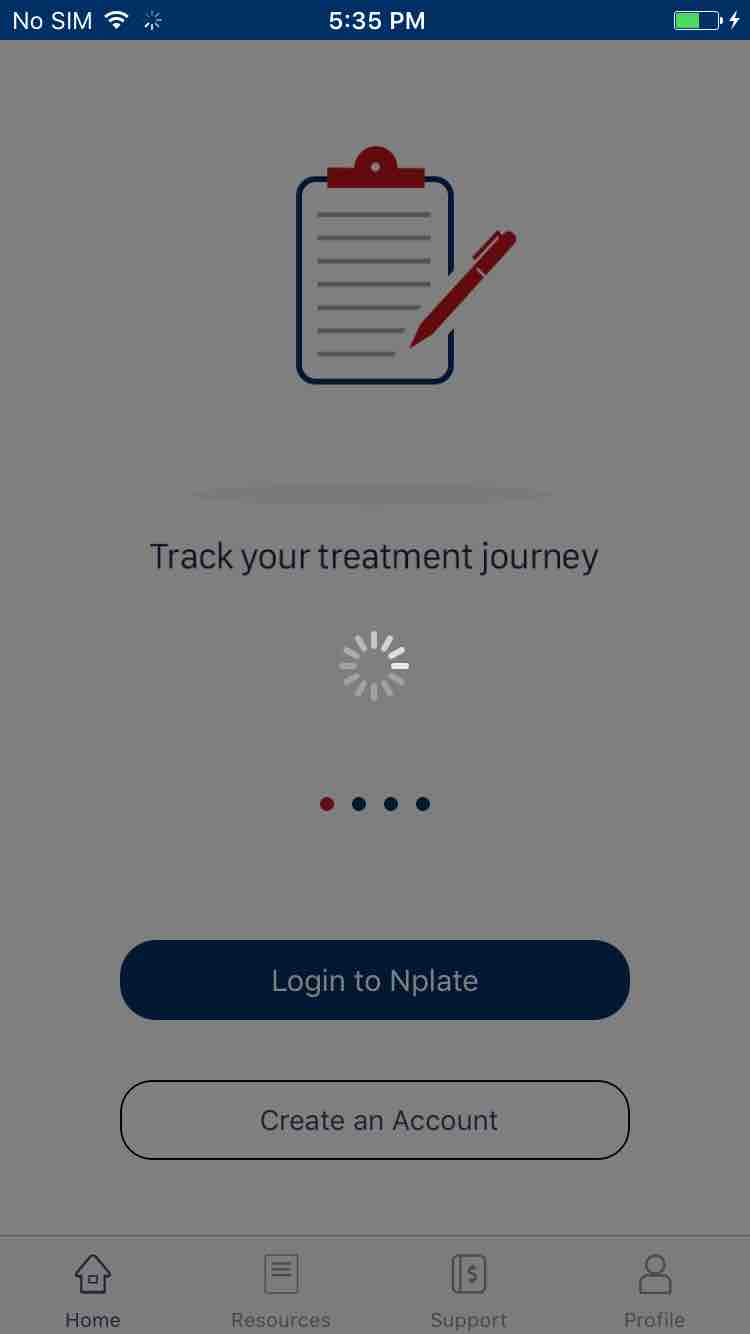 No SIM 5:35 PM
Track your treatment journey
Login to Nplate
Create an Account
Home Resources Support Profile